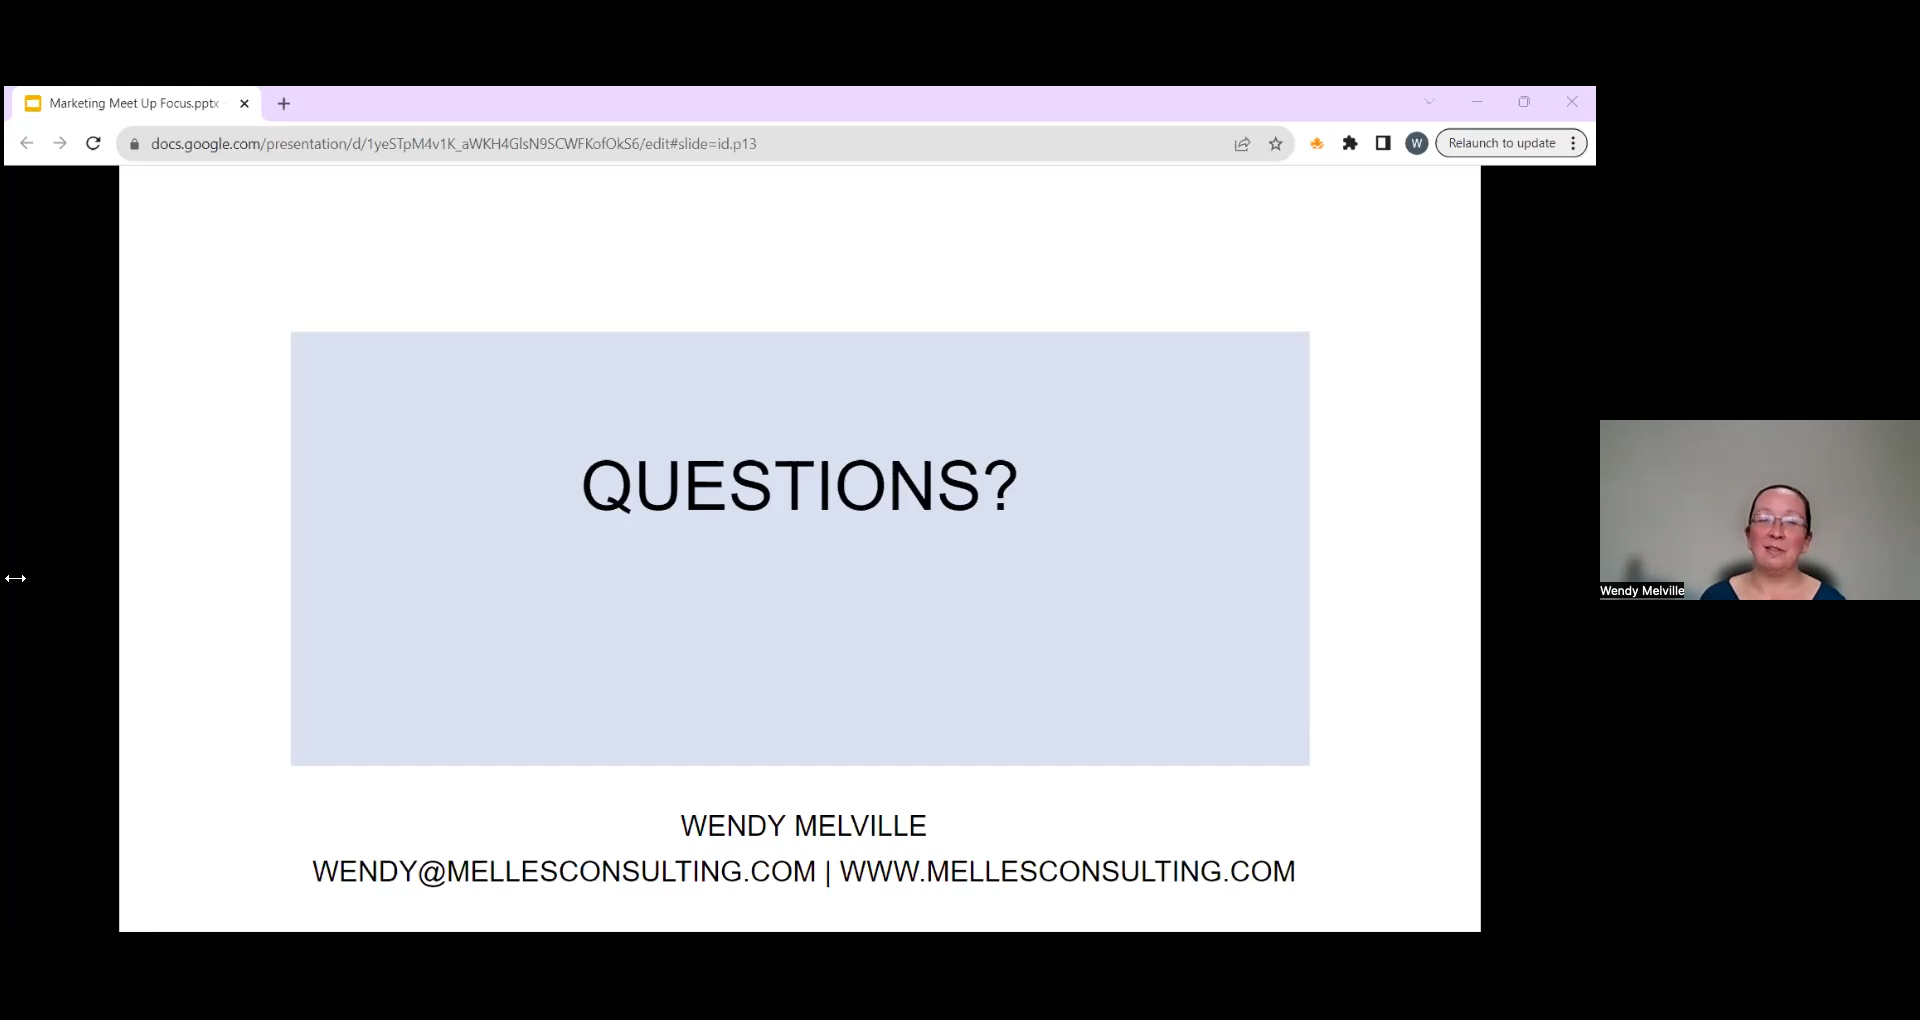 Marketing Meet Up Focus.pptx
docs.google.com/presentation/d/1yeSTpM4v1K_aWKH4GlsN9SCWFKofOkS6/edit#slide=id.p13
W
Relaunch to update
QUESTIONS?
Wendy Melville
WENDY MELVILLE
WENDY@MELLESCONSULTING.COM | WWW.MELLESCONSULTING.COM